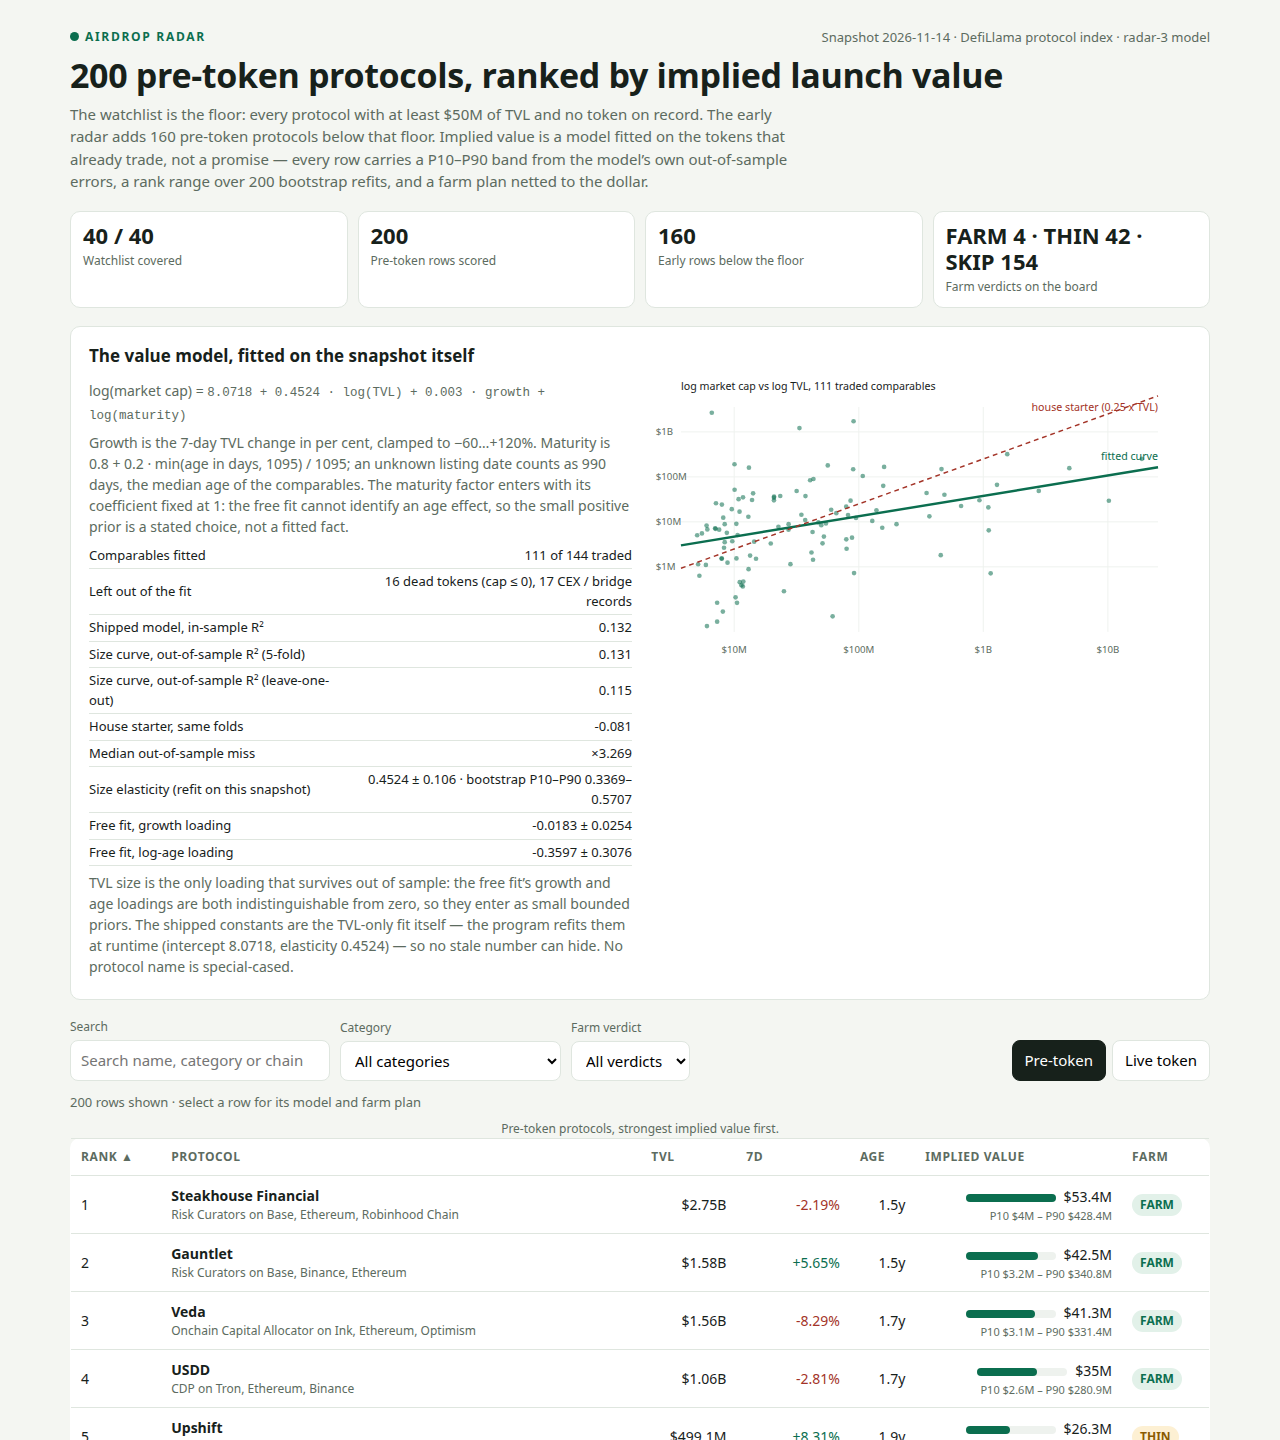 AIRDROP RADAR
Snapshot 2026-11-14 · DefiLlama protocol index · radar-3 model
200 pre-token protocols, ranked by implied launch value
The watchlist is the floor: every protocol with at least $50M of TVL and no token on record. The early
radar adds 160 pre-token protocols below that floor. Implied value is a model fitted on the tokens that
already trade, not a promise — every row carries a P10–P90 band from the model’s own out-of-sample
errors, a rank range over 200 bootstrap refits, and a farm plan netted to the dollar.
40 / 40
Watchlist covered
200
Pre-token rows scored
160
Early rows below the floor
FARM 4 · THIN 42 ·
SKIP 154
Farm verdicts on the board
The value model, fitted on the snapshot itself
log(market cap) = 8.0718 + 0.4524 · log(TVL) + 0.003 · growth +
log(maturity)
Growth is the 7-day TVL change in per cent, clamped to −60…+120%. Maturity is
0.8 + 0.2 · min(age in days, 1095) / 1095; an unknown listing date counts as 990
days, the median age of the comparables. The maturity factor enters with its
coefficient fixed at 1: the free fit cannot identify an age effect, so the small positive
prior is a stated choice, not a fitted fact.
Comparables fitted 111 of 144 traded
Left out of the fit 16 dead tokens (cap ≤ 0), 17 CEX / bridge
records
Shipped model, in-sample R² 0.132
Size curve, out-of-sample R² (5-fold) 0.131
Size curve, out-of-sample R² (leave-one-
out) 0.115
House starter, same folds -0.081
Median out-of-sample miss ×3.269
Size elasticity (refit on this snapshot) 0.4524 ± 0.106 · bootstrap P10–P90 0.3369–
0.5707
Free fit, growth loading -0.0183 ± 0.0254
Free fit, log-age loading -0.3597 ± 0.3076
TVL size is the only loading that survives out of sample: the free fit’s growth and
age loadings are both indistinguishable from zero, so they enter as small bounded
priors. The shipped constants are the TVL-only fit itself — the program refits them
at runtime (intercept 8.0718, elasticity 0.4524) — so no stale number can hide. No
protocol name is special-cased.
log market cap vs log TVL, 111 traded comparables
house starter (0.25 x TVL)
$1B
fitted curve
$100M
$10M
$1M
$10M $100M $1B $10B
Search
Category
Farm verdict
Search name, category or chain
All categories
All verdicts
Pre-token
Live token
200 rows shown · select a row for its model and farm plan
Pre-token protocols, strongest implied value first.
RANK ▲ PROTOCOL TVL 7D AGE IMPLIED VALUE FARM
1 Steakhouse Financial $2.75B -2.19% 1.5y $53.4M FARM
Risk Curators on Base, Ethereum, Robinhood Chain P10 $4M – P90 $428.4M
2 Gauntlet $1.58B +5.65% 1.5y $42.5M FARM
Risk Curators on Base, Binance, Ethereum P10 $3.2M – P90 $340.8M
3 Veda $1.56B -8.29% 1.7y $41.3M FARM
Onchain Capital Allocator on Ink, Ethereum, Optimism P10 $3.1M – P90 $331.4M
4 USDD $1.06B -2.81% 1.7y $35M FARM
CDP on Tron, Ethereum, Binance P10 $2.6M – P90 $280.9M
5 Upshift $499.1M +8.31% 1.9y $26.3M THIN